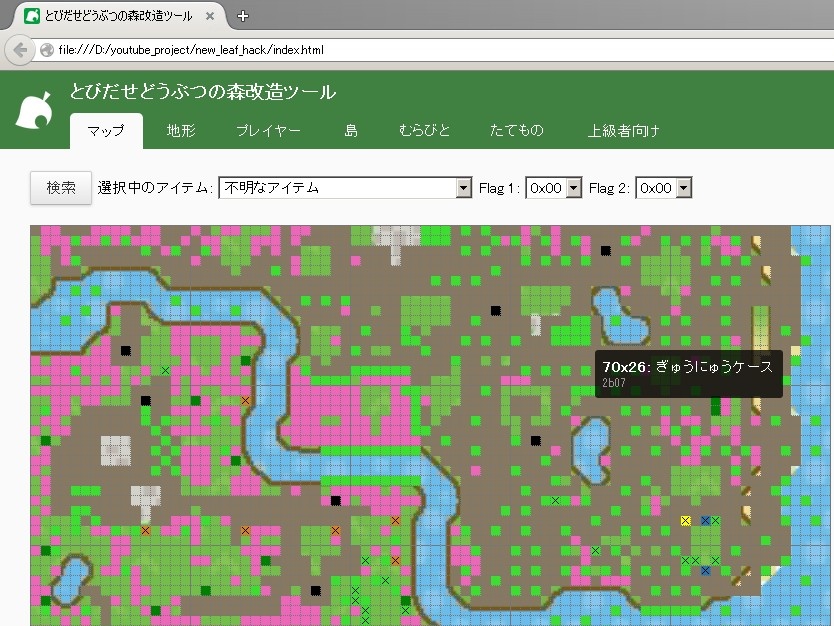 とびだせどうぶつの森改造ツール
file:///D:/youtube_project/new_leaf_hack/index.html
とびだせどうぶつの森改造ツール
マップ 地形 プレイヤー 島 むらびと たてもの 上級者向け
検索 選択中のアイテム: 不明なアイテム Flag 1: 0x00 Flag 2: 0x00
70x26: ぎゅうにゅうケース
2b07